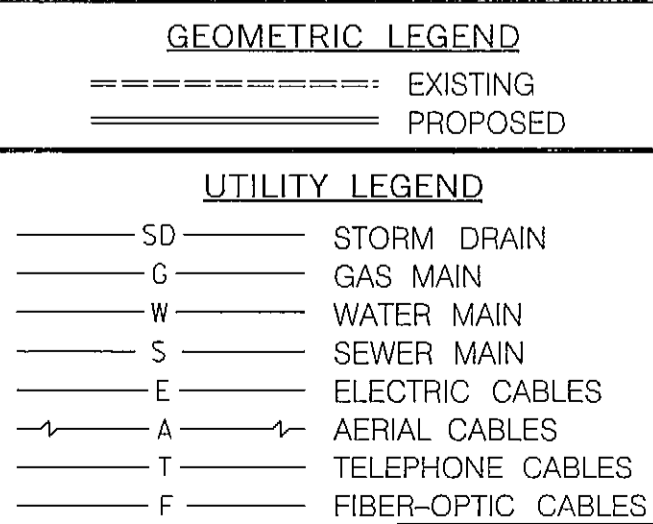 GEOMETRIC LEGEND
EXISTING
PROPOSED
UTILITY LEGEND
SD STORM DRAIN
G GAS MAIN
W WATER MAIN
S SEWER MAIN
E ELECTRIC CABLES
A AERIAL CABLES
T TELEPHONE CABLES
F FIBER-OPTIC CABLES